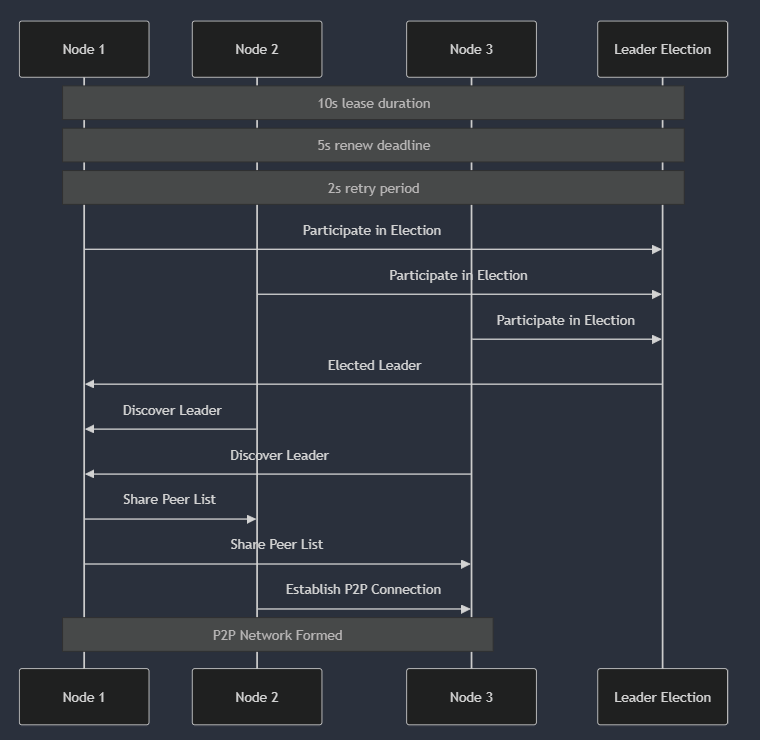 Node 1
Node 2
Node 3
Leader Election
10s lease duration
5s renew deadline
2s retry period
Participate in Election
Participate in Election
Participate in Election
Elected Leader
Discover Leader
Discover Leader
Share Peer List
Share Peer List
Establish P2P Connection
P2P Network Formed
Node 1
Node 2
Node 3
Leader Election